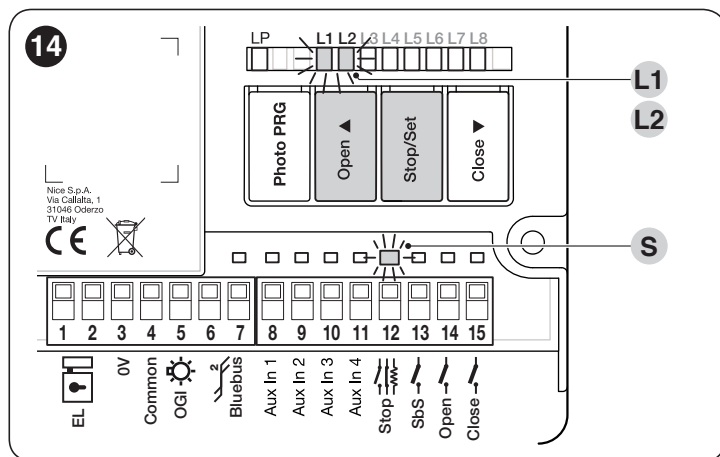 14
LP L1 L2 L3 L4 L5 L6 L7 L8
L1
L2
Photo PRG
Open ▲
Stop/Set
Close ▼
Nice S.p.A.
Via Callalta, 1
31046 Oderzo
TV Italy
CE
S
1 2 3 4 5 6 7 8 9 10 11 12 13 14 15
EL
0V
Common
OGI
2
Bluebus
Aux In 1
Aux In 2
Aux In 3
Aux In 4
Stop
SbS
Open
Close